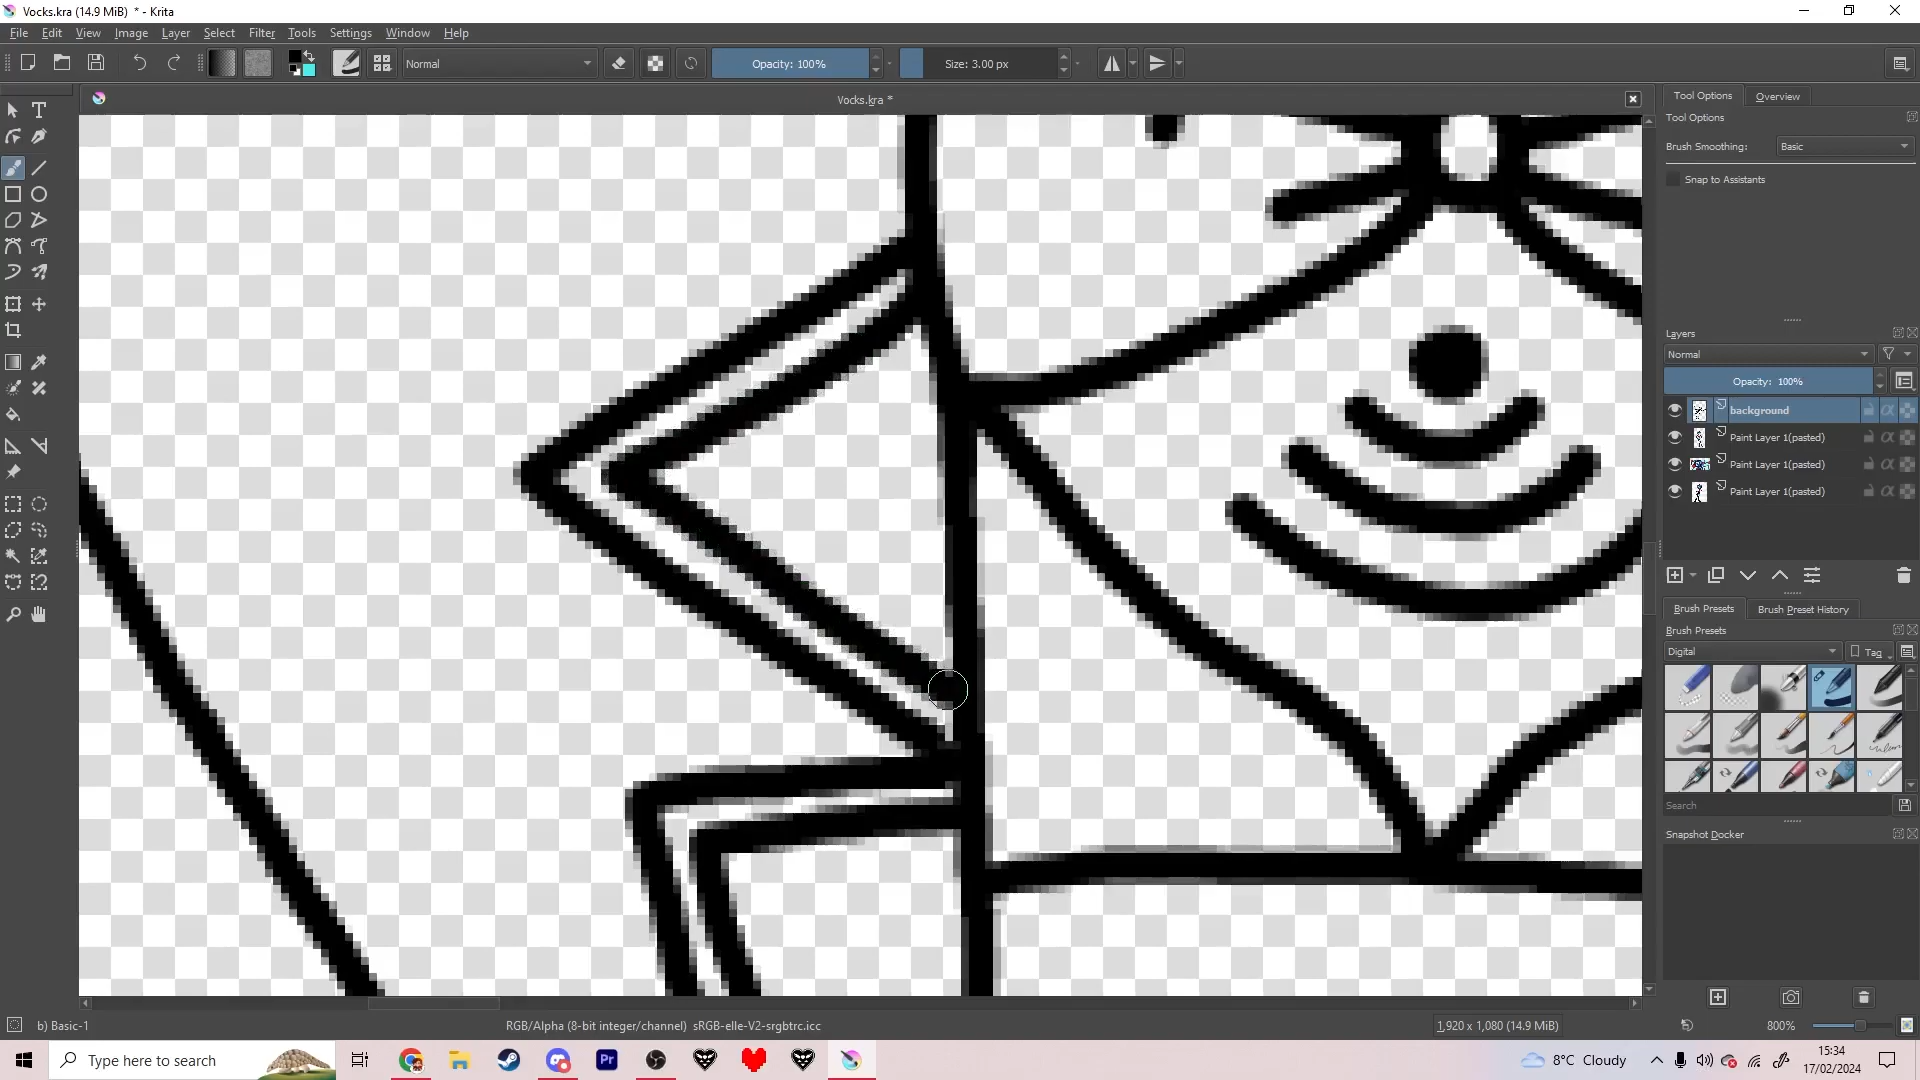 Vocks.kra (14.9 MiB) * - Krita
File Edit View Image Layer Select Filter Tools Settings Window Help
Normal
Opacity: 100%
Size: 3.00 px
Vocks.kra *
Tool Options Overview
Tool Options
Brush Smoothing: Basic
Snap to Assistants
Layers
Normal
Opacity: 100%
background
Paint Layer 1(pasted)
Paint Layer 1(pasted)
Paint Layer 1(pasted)
Brush Presets Brush Preset History
Brush Presets
Digital Tag
Search
Snapshot Docker
b) Basic-1 RGB/Alpha (8-bit integer/channel) sRGB-elle-V2-srgbtrc.icc 1,920 x 1,080 (14.9 MiB) 800%
Type here to search Pr 8°C Cloudy 15:34
17/02/2024